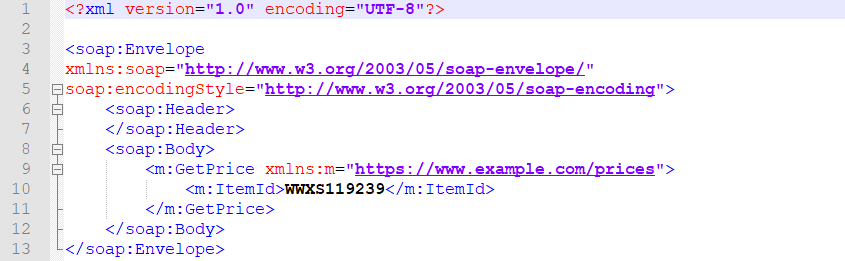 1 <?xml version="1.0" encoding="UTF-8"?>
2
3 <soap:Envelope
4 xmlns:soap="http://www.w3.org/2003/05/soap-envelope/"
5 soap:encodingStyle="http://www.w3.org/2003/05/soap-encoding">
6     <soap:Header>
7     </soap:Header>
8     <soap:Body>
9         <m:GetPrice xmlns:m="https://www.example.com/prices">
10             <m:ItemId>WWXS119239</m:ItemId>
11         </m:GetPrice>
12     </soap:Body>
13 </soap:Envelope>